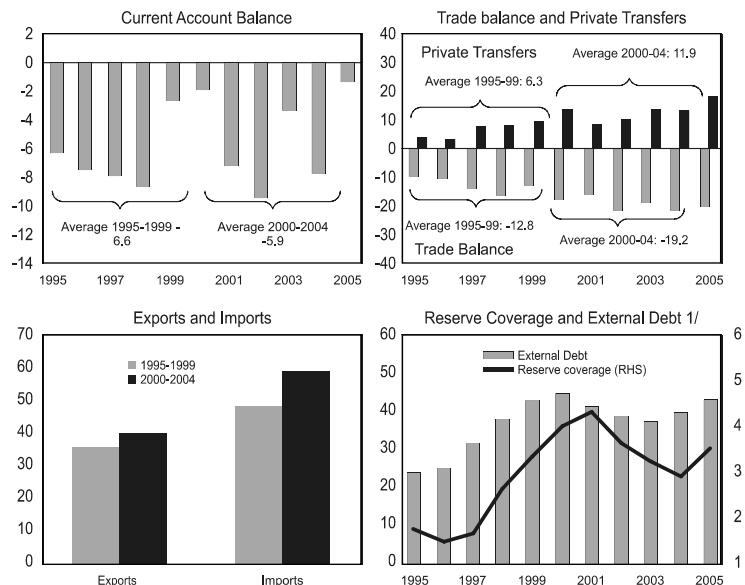 Current Account Balance
2
0
-2
-4
-6
-8
-10
-12
-14
Average 1995-1999 -
6,6
Average 2000-2004
-5,9
1995 1997 1999 2001 2003 2005
Trade balance and Private Transfers
40
30
20
10
0
-10
-20
-30
-40
Private Transfers
Average 2000-04: 11.9
Average 1995-99: 6.3
Average 1995-99: -12.8
Average 2000-04: -19.2
Trade Balance
1995 1997 1999 2001 2003 2005
Exports and Imports
70
60
50
40
30
20
10
0
1995-1999
2000-2004
Exports Imports
Reserve Coverage and External Debt 1/
60
50
40
30
20
10
0
6
5
4
3
2
1
External Debt
Reserve coverage (RHS)
1995 1997 1999 2001 2003 2005